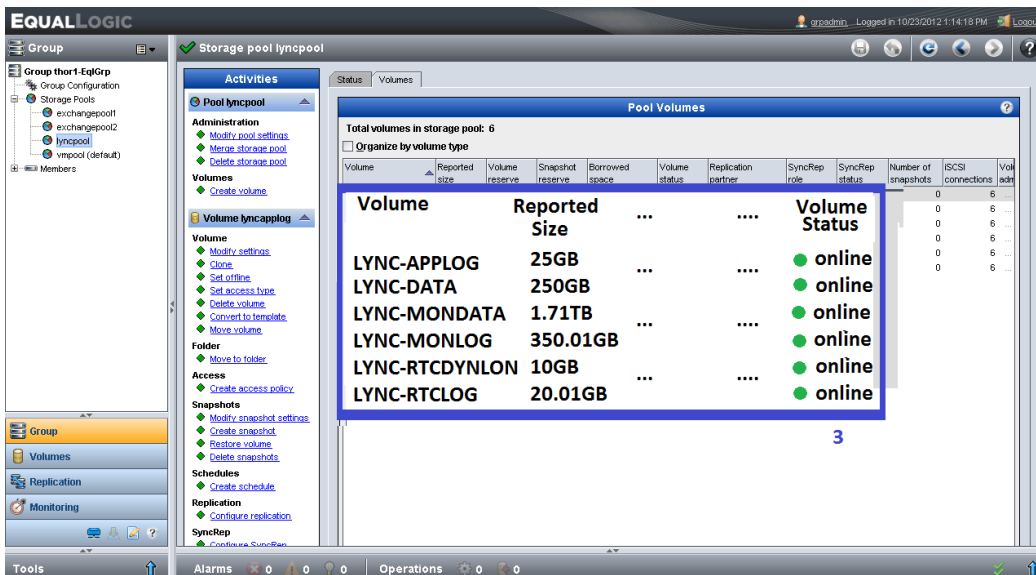 EQUALLOGIC
grpadmin Logged in 10/23/2012 1:14:18 PM Logout
Group
Storage pool lyncpool
Group thor1-EqlGrp
Group Configuration
Storage Pools
exchangepool1
exchangepool2
lyncpool
vmpool (default)
Members
Group
Volumes
Replication
Monitoring
Tools
Activities
Pool lyncpool
Administration
Modify pool settings
Merge storage pool
Delete storage pool
Volumes
Create volume
Volume lyncapplog
Volume
Modify settings
Clone
Set offline
Set access type
Delete volume
Convert to template
Move volume
Folder
Move to folder
Access
Create access policy
Snapshots
Modify snapshot settings
Create snapshot
Restore volume
Delete snapshots
Schedules
Create schedule
Replication
Configure replication
SyncRep
Configure SyncRep
Status Volumes
Pool Volumes
Total volumes in storage pool: 6
Organize by volume type
Volume Reported size Volume reserve Snapshot reserve Borrowed space Volume status Replication partner SyncRep role SyncRep status Number of snapshots iSCSI connections
Volume Reported Size ... .... Volume Status
LYNC-APPLOG 25GB ... .... online
LYNC-DATA 250GB online
LYNC-MONDATA 1.71TB ... .... online
LYNC-MONLOG 350.01GB online
LYNC-RTCDYNLON 10GB ... .... online
LYNC-RTCLOG 20.01GB online
0 6 ...
0 6 ...
0 6 ...
0 6 ...
0 6 ...
0 6 ...
3
Alarms 0 0 0 Operations 0 0